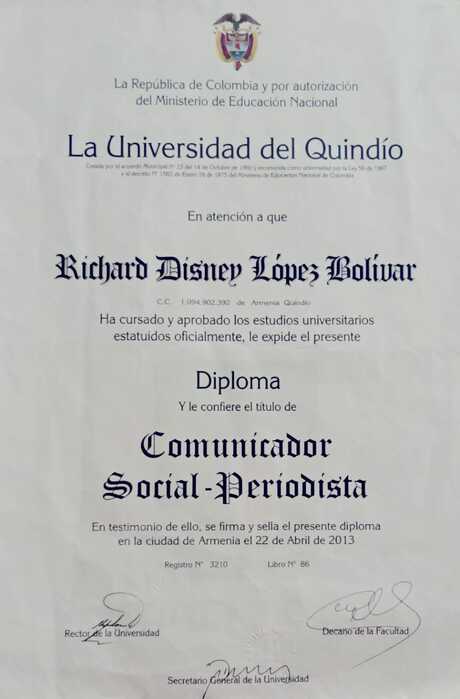 La República de Colombia y por autorización
del Ministerio de Educación Nacional
La Universidad del Quindío
En atención a que
Richard Disney López Bolívar
C.C. 1.094.902.392 de Armenia Quindío
Ha cursado y aprobado los estudios universitarios
estatuidos oficialmente, le expide el presente
Diploma
Y le confiere el título de
Comunicador
Social-Periodista
En testimonio de ello, se firma y sella el presente diploma
en la ciudad de Armenia el 22 de Abril de 2013
Registro N° 3210 Libro N° 86
Rector de la Universidad
Decano de la Facultad
Secretario General de la Universidad